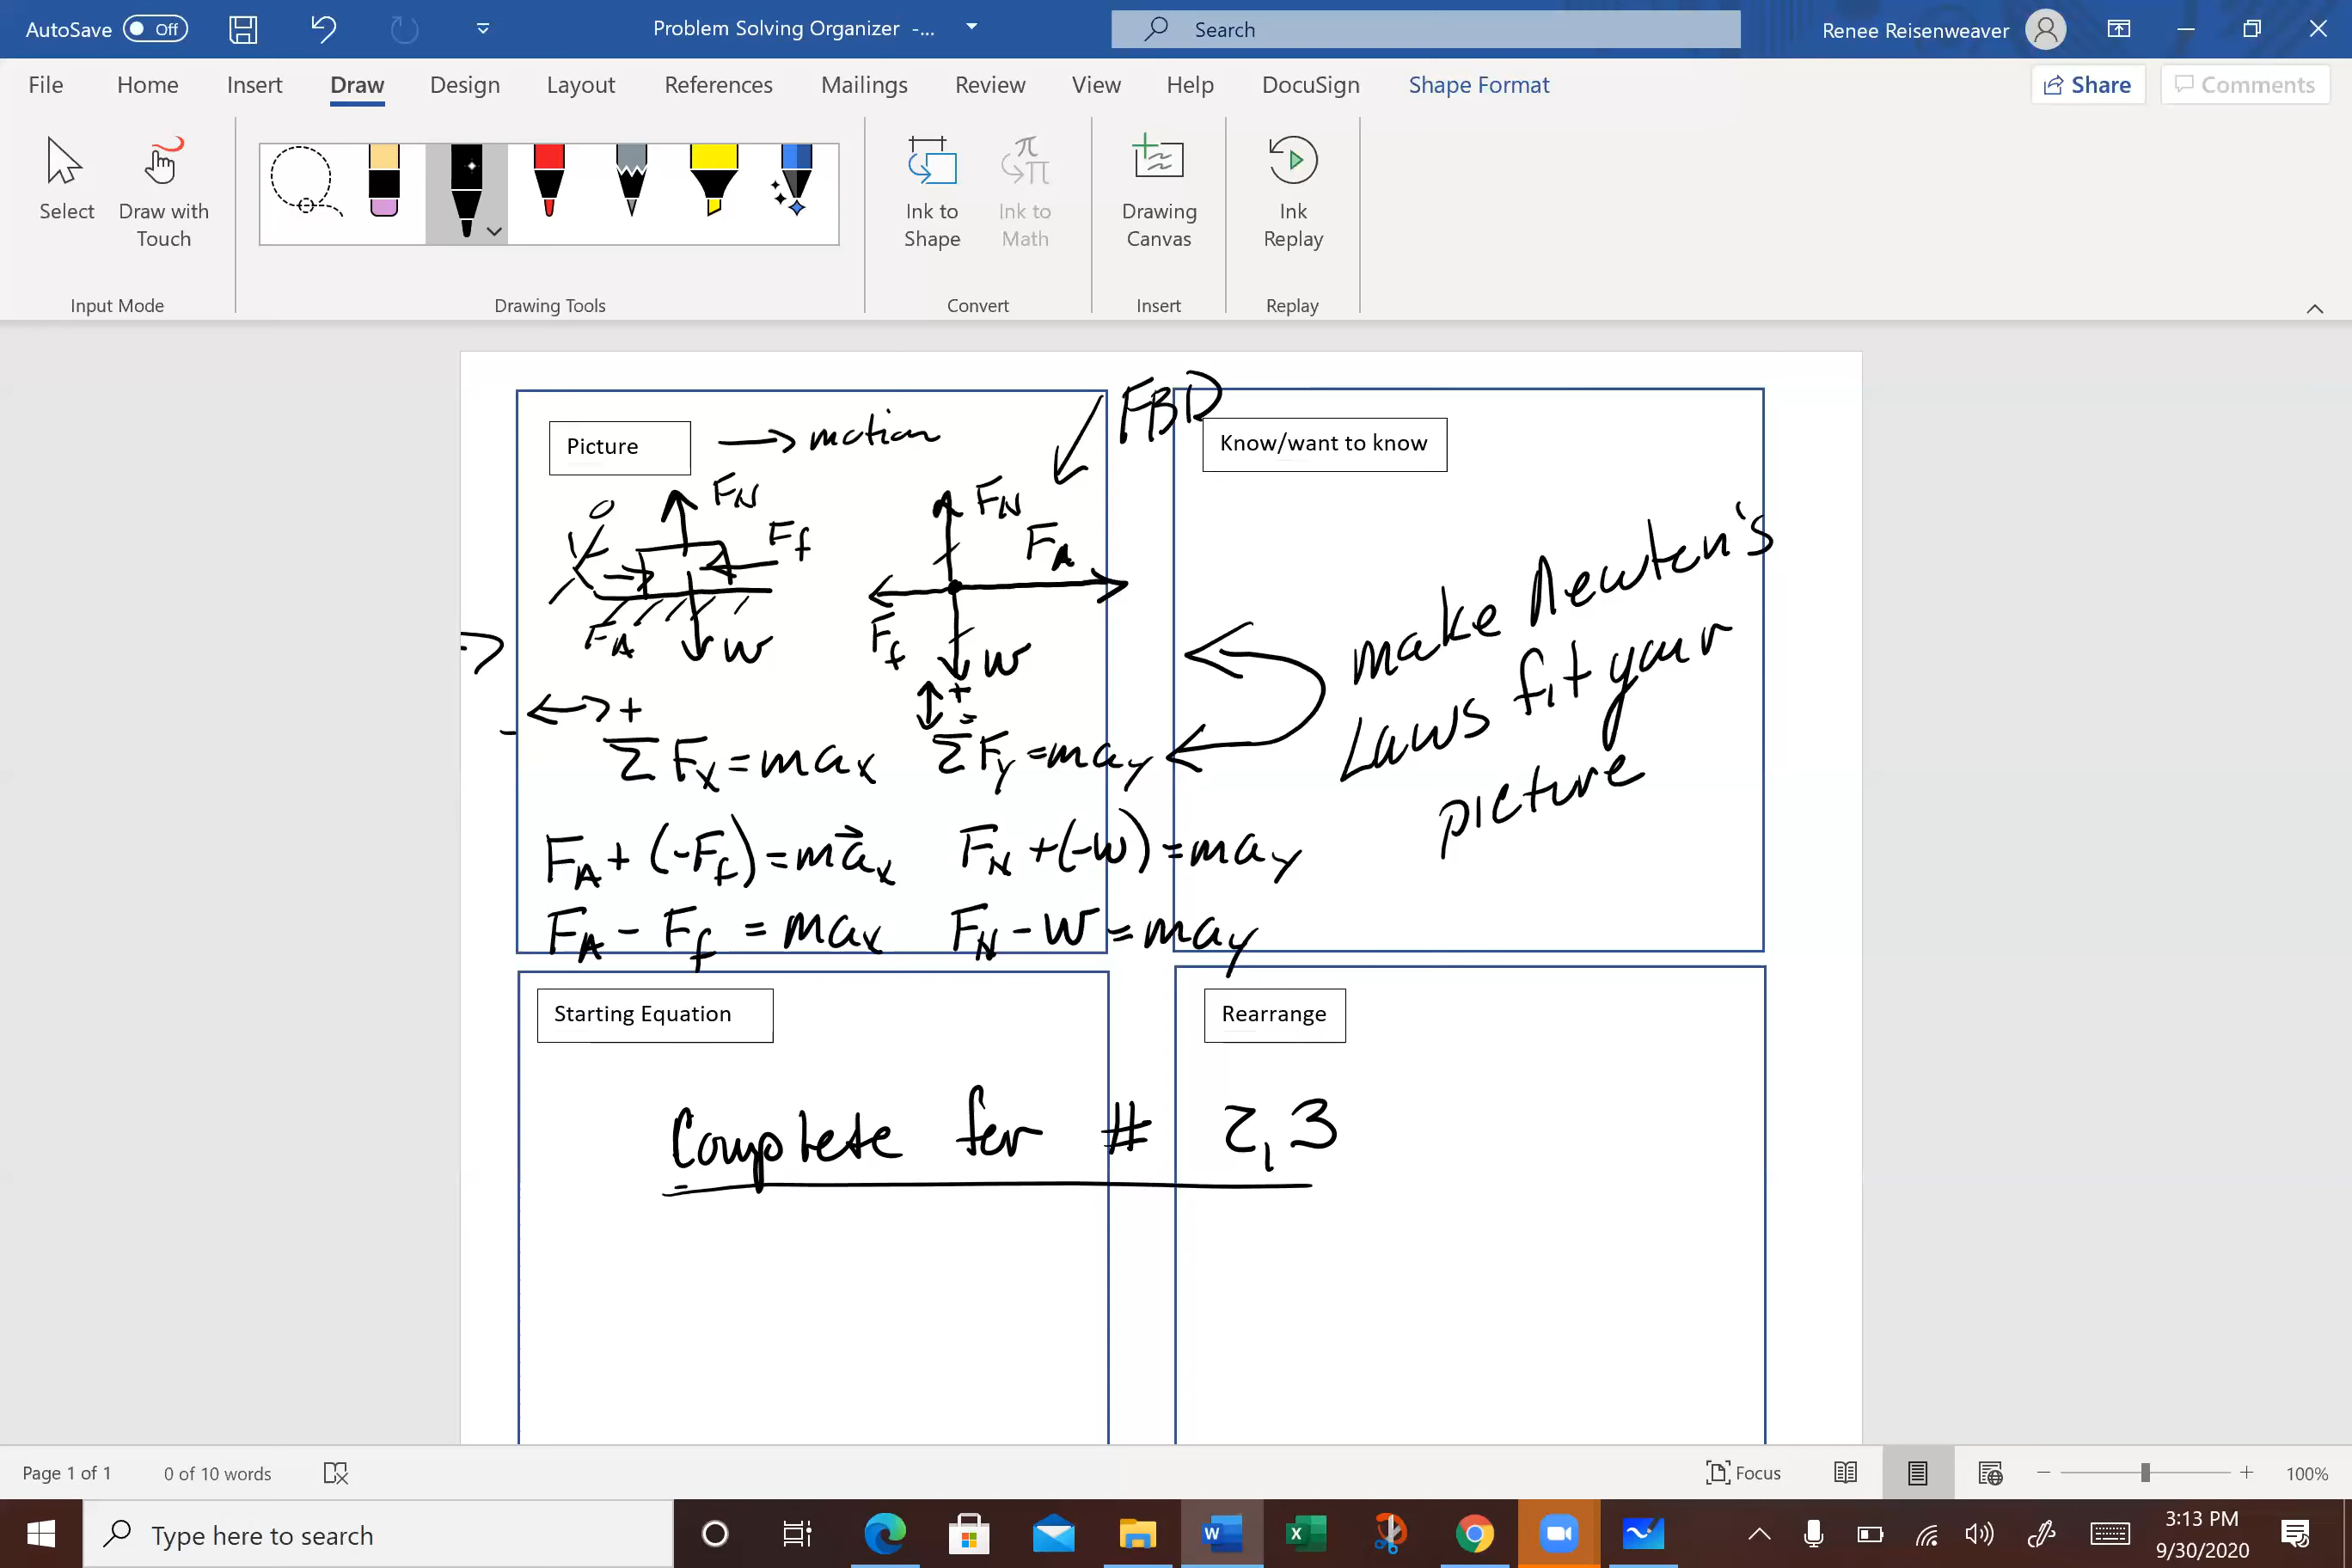 AutoSave Off
Problem Solving Organizer -...
Search
Renee Reisenweaver
File Home Insert Draw Design Layout References Mailings Review View Help DocuSign Shape Format
Share Comments
Select
Draw with Touch
Ink to Shape
Ink to Math
Drawing Canvas
Ink Replay
Input Mode
Drawing Tools
Convert
Insert
Replay
Picture
→ motion
FBD
F_N
F_f
F_A
W
F_N
F_A
F_f
W
- ↔ +
↕ + -
ΣF_x = ma_x
ΣF_y = ma_y
F_A + (-F_f) = ma⃗_x
F_N + (-W) = ma_y
F_A - F_f = ma_x
F_N - W = ma_y
Know/want to know
make Newton's
Laws fit your
picture
Starting Equation
Rearrange
Complete for # 2,3
Page 1 of 1
0 of 10 words
Focus
100%
Type here to search
3:13 PM
9/30/2020